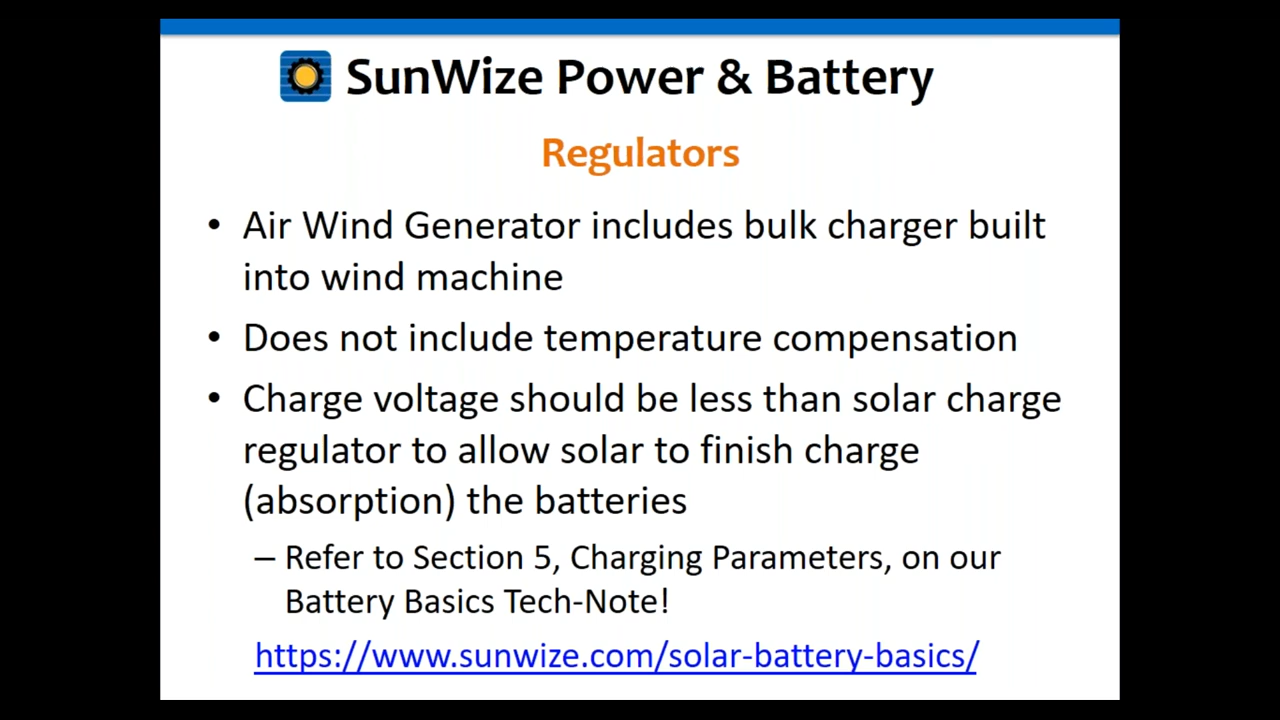 SunWize Power & Battery
Regulators
• Air Wind Generator includes bulk charger built
into wind machine
• Does not include temperature compensation
• Charge voltage should be less than solar charge
regulator to allow solar to finish charge
(absorption) the batteries
– Refer to Section 5, Charging Parameters, on our
Battery Basics Tech-Note!
https://www.sunwize.com/solar-battery-basics/